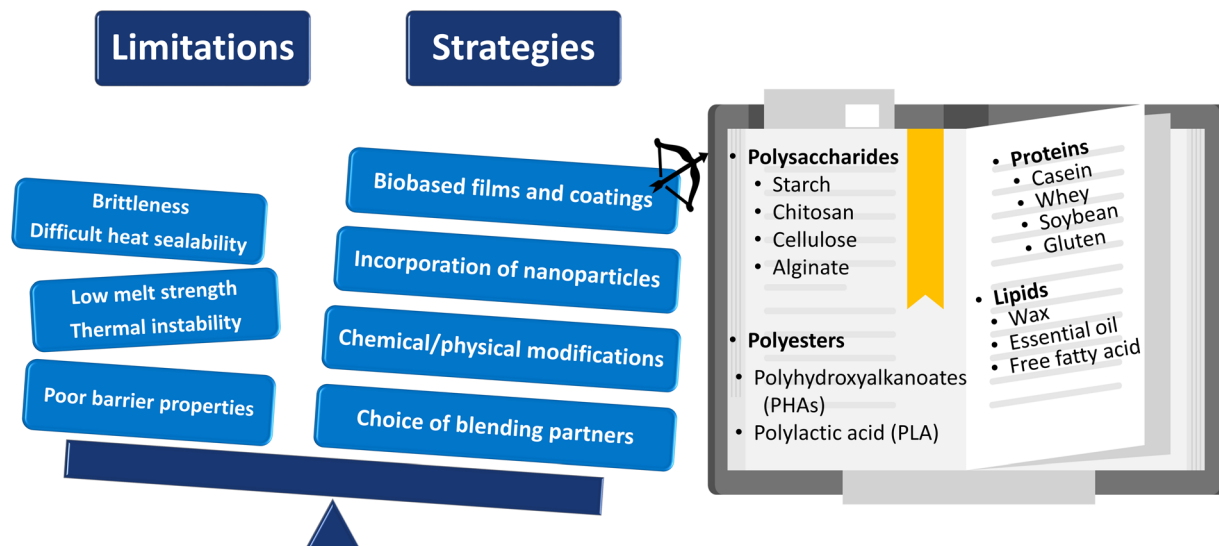 Limitations
Strategies
Brittleness
Difficult heat sealability
Low melt strength
Thermal instability
Poor barrier properties
Biobased films and coatings
Incorporation of nanoparticles
Chemical/physical modifications
Choice of blending partners
• Polysaccharides
• Starch
• Chitosan
• Cellulose
• Alginate
• Polyesters
• Polyhydroxyalkanoates
(PHAs)
• Polylactic acid (PLA)
• Proteins
• Casein
• Whey
• Soybean
• Gluten
• Lipids
• Wax
• Essential oil
• Free fatty acid